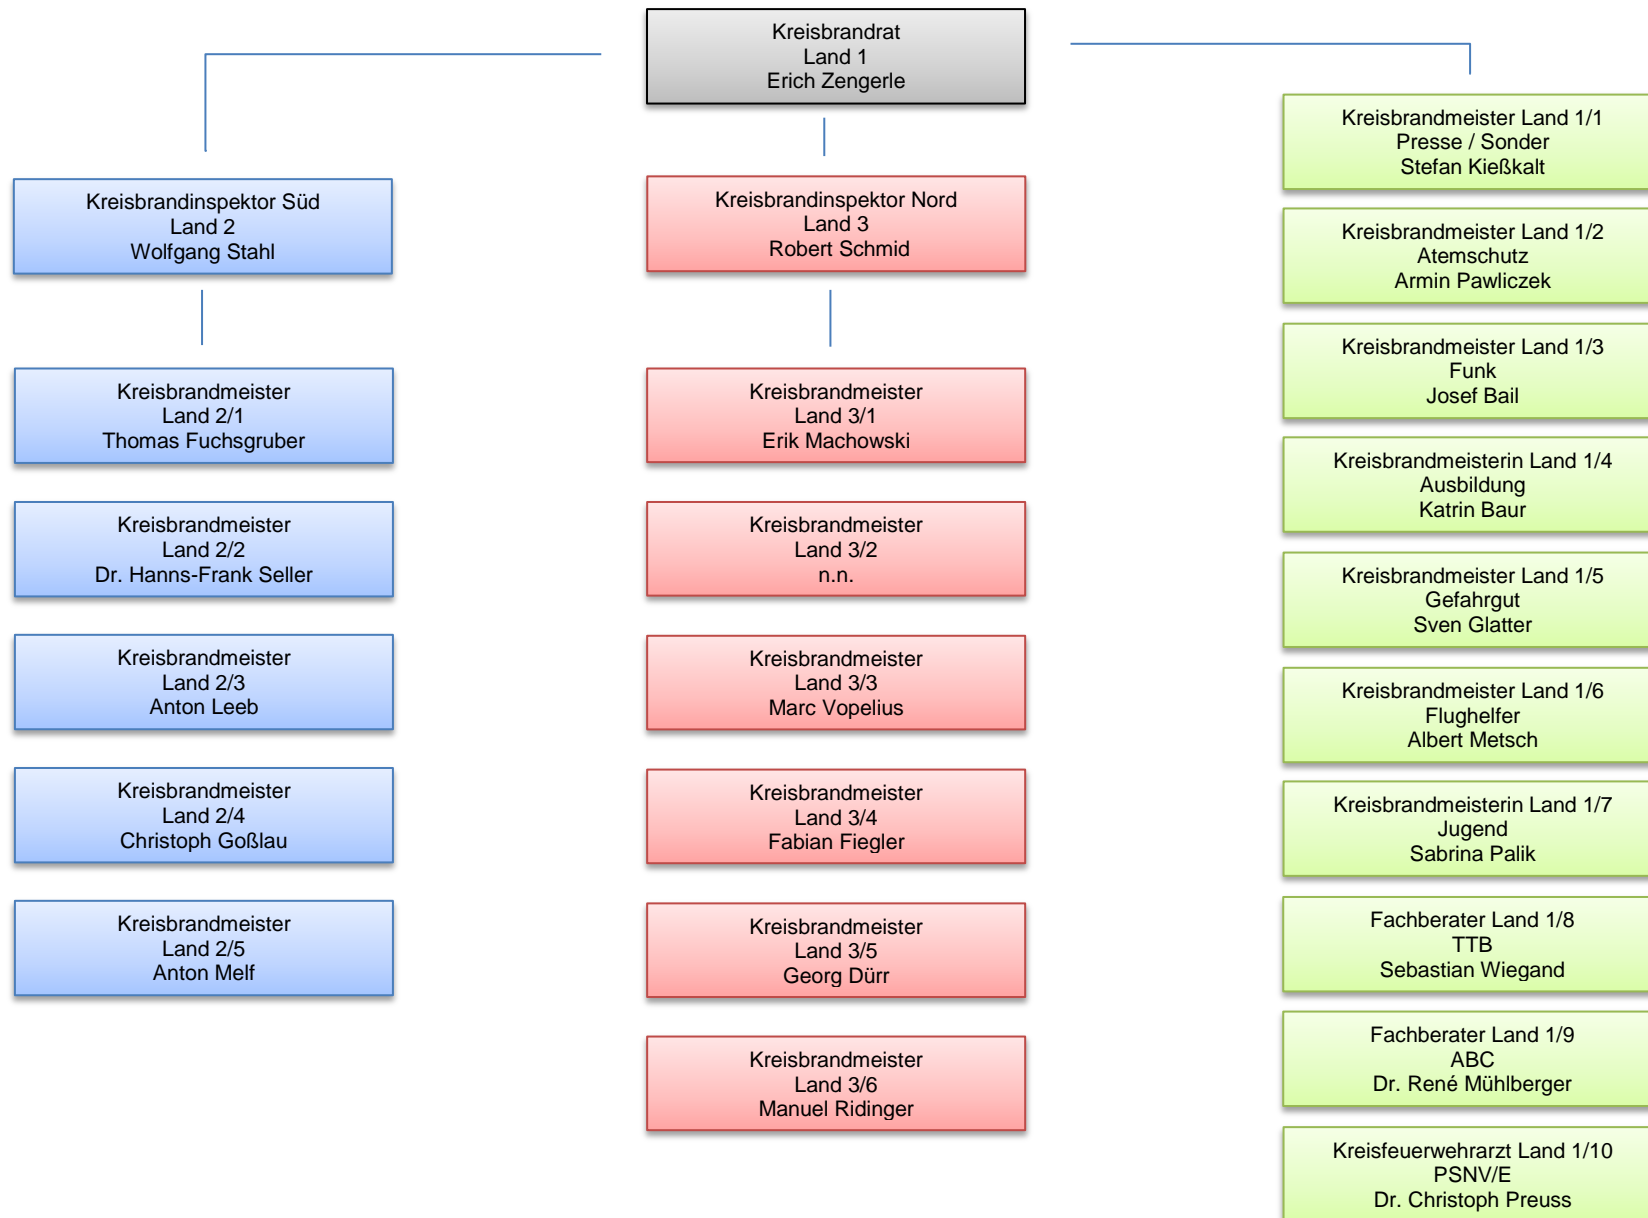 Kreisbrandrat
Land 1
Erich Zengerle
Kreisbrandinspektor Süd
Land 2
Wolfgang Stahl
Kreisbrandmeister
Land 2/1
Thomas Fuchsgruber
Kreisbrandmeister
Land 2/2
Dr. Hanns-Frank Seller
Kreisbrandmeister
Land 2/3
Anton Leeb
Kreisbrandmeister
Land 2/4
Christoph Goßlau
Kreisbrandmeister
Land 2/5
Anton Melf
Kreisbrandinspektor Nord
Land 3
Robert Schmid
Kreisbrandmeister
Land 3/1
Erik Machowski
Kreisbrandmeister
Land 3/2
n.n.
Kreisbrandmeister
Land 3/3
Marc Vopelius
Kreisbrandmeister
Land 3/4
Fabian Fiegler
Kreisbrandmeister
Land 3/5
Georg Dürr
Kreisbrandmeister
Land 3/6
Manuel Ridinger
Kreisbrandmeister Land 1/1
Presse / Sonder
Stefan Kießkalt
Kreisbrandmeister Land 1/2
Atemschutz
Armin Pawliczek
Kreisbrandmeister Land 1/3
Funk
Josef Bail
Kreisbrandmeisterin Land 1/4
Ausbildung
Katrin Baur
Kreisbrandmeister Land 1/5
Gefahrgut
Sven Glatter
Kreisbrandmeister Land 1/6
Flughelfer
Albert Metsch
Kreisbrandmeisterin Land 1/7
Jugend
Sabrina Palik
Fachberater Land 1/8
TTB
Sebastian Wiegand
Fachberater Land 1/9
ABC
Dr. René Mühlberger
Kreisfeuerwehrarzt Land 1/10
PSNV/E
Dr. Christoph Preuss